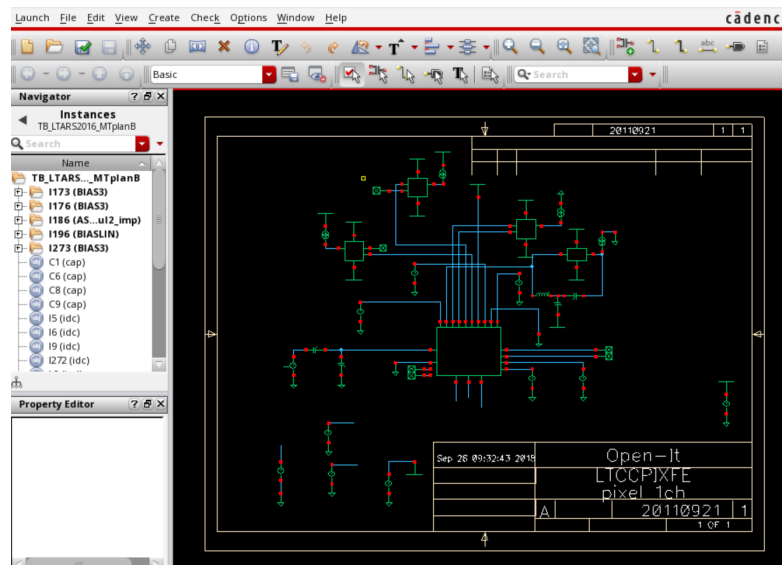 Launch File Edit View Create Check Options Window Help cādenc
Basic
Search
Navigator
Instances
TB_LTARS2016_MTplanB
Search
Name
TB_LTARS..._MTplanB
I173 (BIAS3)
I176 (BIAS3)
I186 (AS...ul2_imp)
I196 (BIASLIN)
I273 (BIAS3)
C1 (cap)
C6 (cap)
C8 (cap)
C9 (cap)
I5 (idc)
I6 (idc)
I9 (idc)
I272 (idc)
Property Editor
20110921 1 1
Sep 28 09:32:43 2018
Open-It
LTCCPIXFE
pixel 1ch
A 20110921 1
1 OF 1